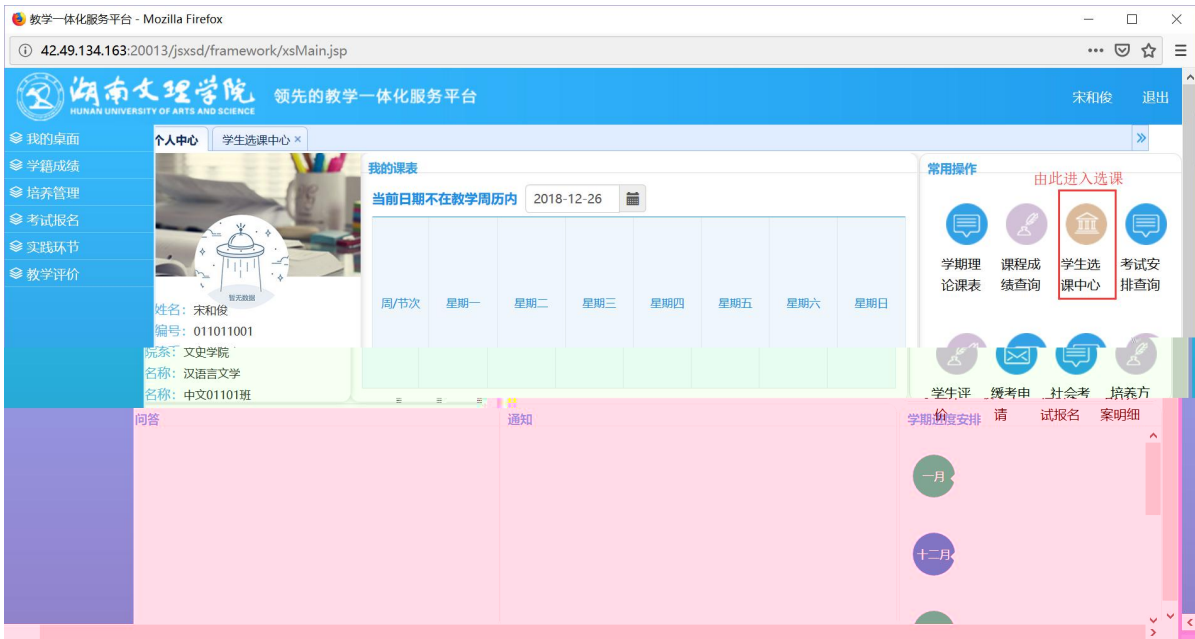 教学一体化服务平台 - Mozilla Firefox
42.49.134.163:20013/jsxsd/framework/xsMain.jsp
湖南文理学院
HUNAN UNIVERSITY OF ARTS AND SCIENCE
领先的教学一体化服务平台
宋和俊 退出
我的桌面
学籍成绩
培养管理
考试报名
实践环节
教学评价
个人中心 学生选课中心 ×
暂无数据
姓名：宋和俊
编号：011011001
院系：文史学院
名称：汉语言文学
名称：中文01101班
我的课表
当前日期不在教学周历内 2018-12-26
周/节次 星期一 星期二 星期三 星期四 星期五 星期六 星期日
常用操作
由此进入选课
学期理论课表
课程成绩查询
学生选课中心
考试安排查询
学生评价
缓考申请
社会考试报名
培养方案明细
问答
通知
学期进度安排
一月
十二月